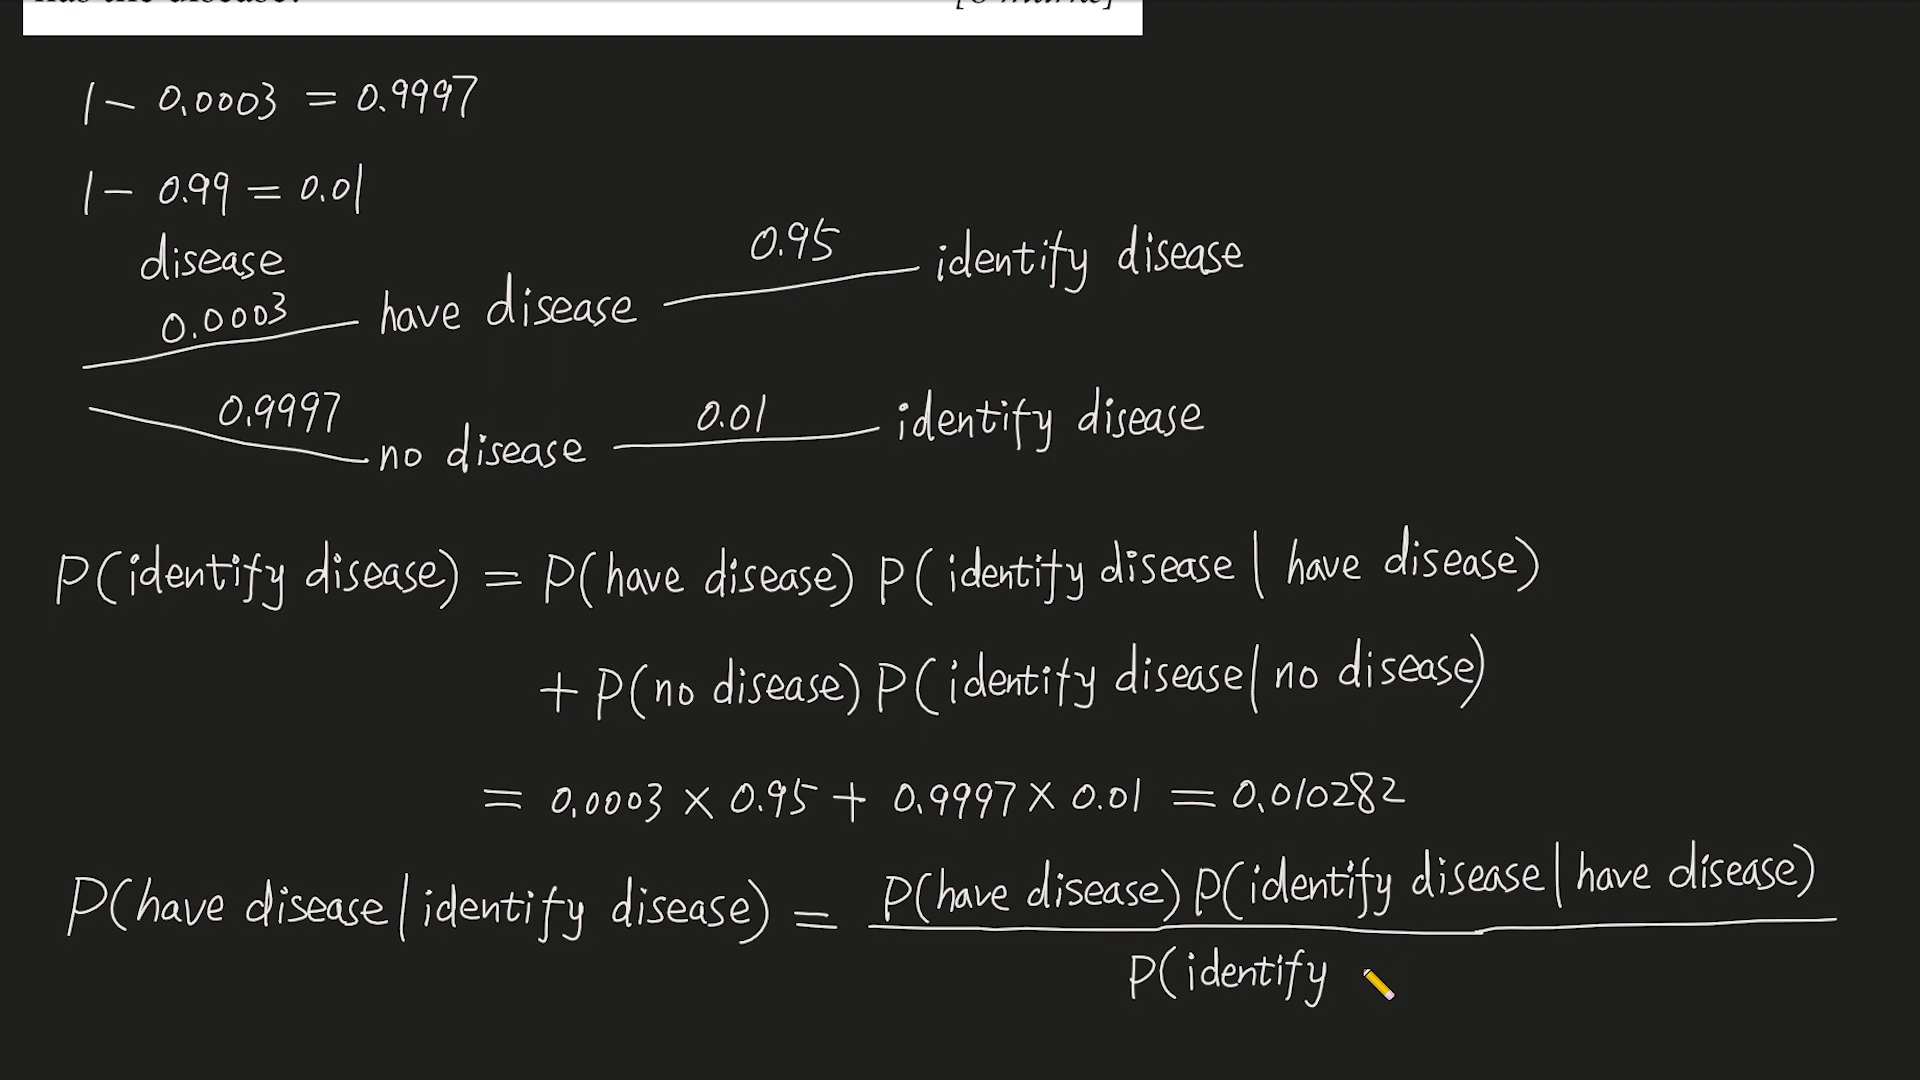 1 - 0.0003 = 0.9997
1 - 0.99 = 0.01
disease
0.0003 have disease 0.95 identify disease
0.9997 no disease 0.01 identify disease
P(identify disease) = P(have disease) P(identify disease | have disease)
+ P(no disease) P(identify disease | no disease)
= 0.0003 × 0.95 + 0.9997 × 0.01 = 0.010282
P(have disease | identify disease) = P(have disease) P(identify disease | have disease)
P(identify